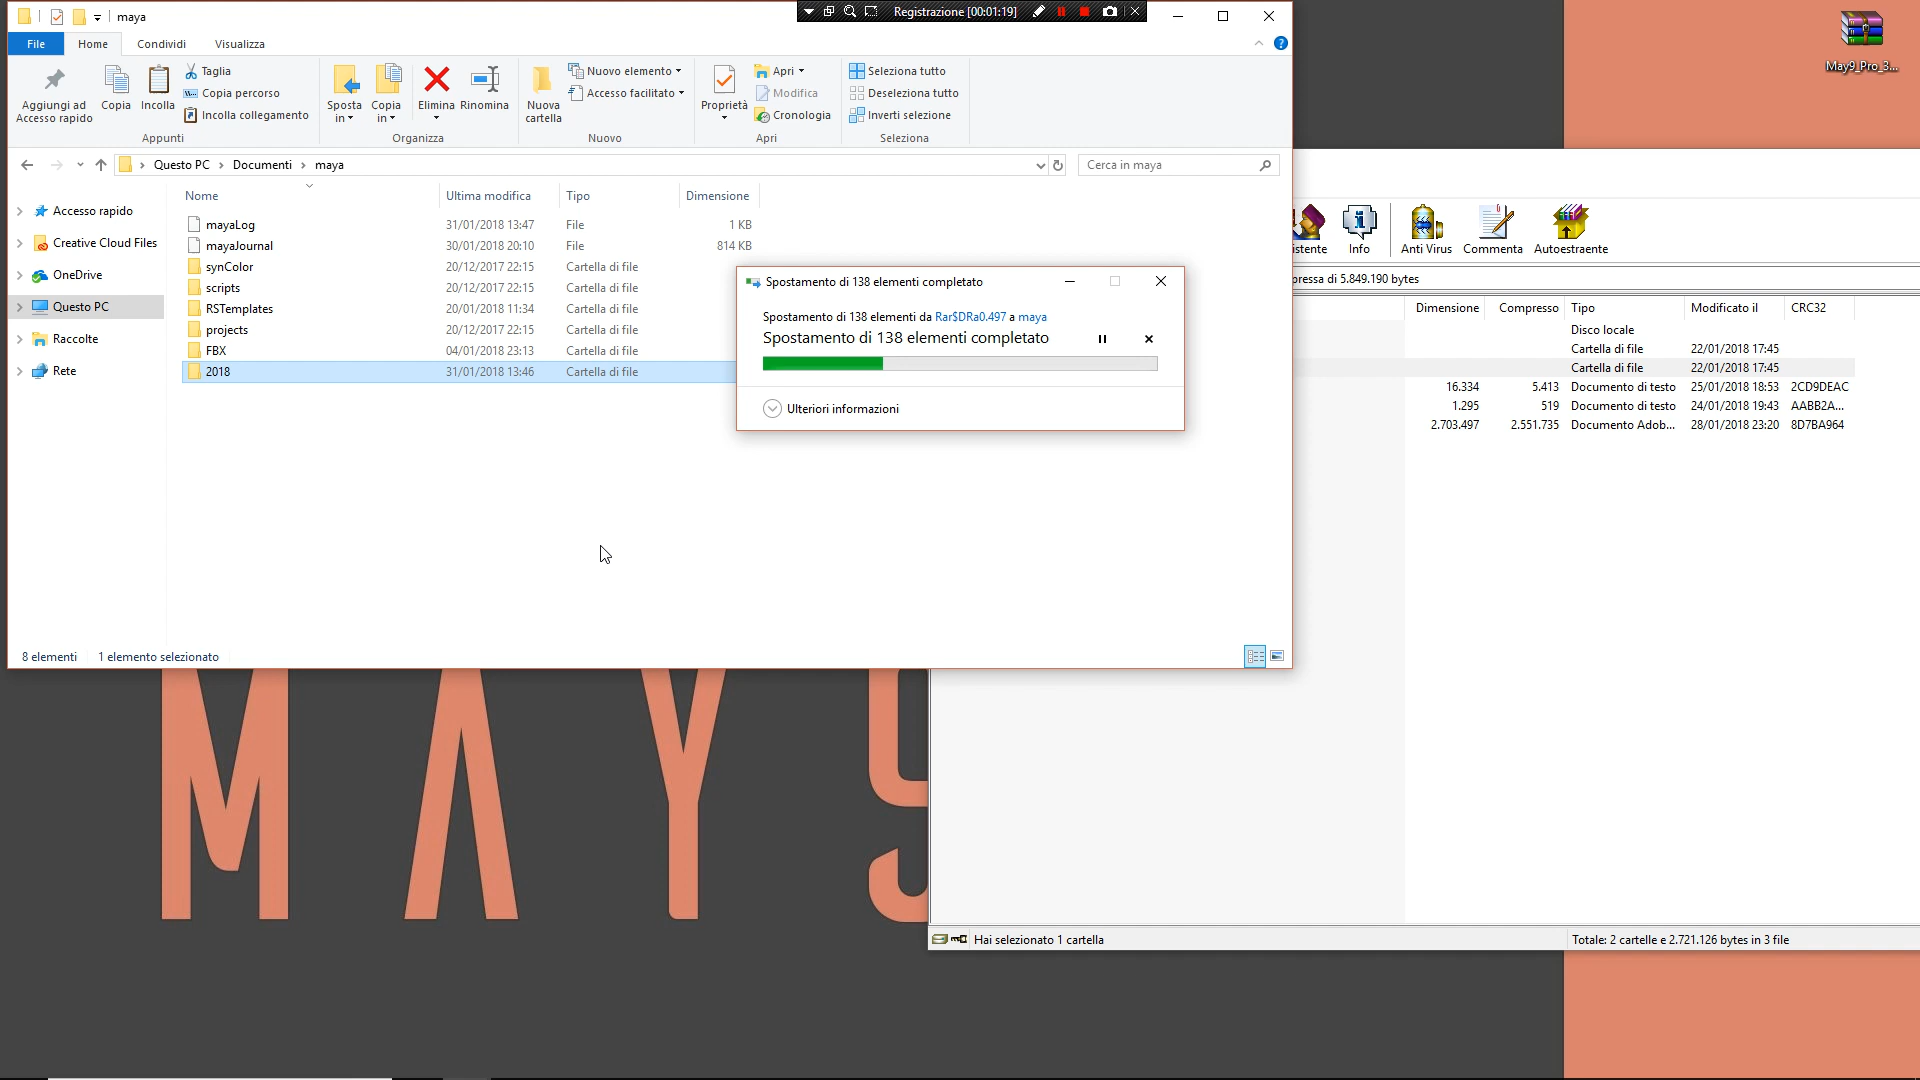 maya
Registrazione [00:01:19]
File
Home
Condividi
Visualizza
Aggiungi ad
Accesso rapido
Copia
Incolla
Taglia
Copia percorso
Incolla collegamento
Appunti
Sposta
in
Copia
in
Elimina
Rinomina
Organizza
Nuova
cartella
Nuovo elemento
Accesso facilitato
Nuovo
Proprietà
Apri
Modifica
Cronologia
Apri
Seleziona tutto
Deseleziona tutto
Inverti selezione
Seleziona
May9_Pro_3...
Questo PC > Documenti > maya
Cerca in maya
Accesso rapido
Creative Cloud Files
OneDrive
Questo PC
Raccolte
Rete
Nome Ultima modifica Tipo Dimensione
mayaLog 31/01/2018 13:47 File 1 KB
mayaJournal 30/01/2018 20:10 File 814 KB
synColor 20/12/2017 22:15 Cartella di file
scripts 20/12/2017 22:15 Cartella di file
RSTemplates 20/01/2018 11:34 Cartella di file
projects 20/12/2017 22:15 Cartella di file
FBX 04/01/2018 23:13 Cartella di file
2018 31/01/2018 13:46 Cartella di file
Spostamento di 138 elementi completato
Spostamento di 138 elementi da Rar$DRa0.497 a maya
Spostamento di 138 elementi completato
Ulteriori informazioni
8 elementi 1 elemento selezionato
Info
Anti Virus
Commenta
Autoestraente
di 5.849.190 bytes
Dimensione Compresso Tipo Modificato il CRC32
Disco locale
Cartella di file 22/01/2018 17:45
Cartella di file 22/01/2018 17:45
16.334 5.413 Documento di testo 25/01/2018 18:53 2CD9DEAC
1.295 519 Documento di testo 24/01/2018 19:43 AABB2A...
2.703.497 2.551.735 Documento Adob... 28/01/2018 23:20 8D7BA964
MAY9
Hai selezionato 1 cartella
Totale: 2 cartelle e 2.721.126 bytes in 3 file